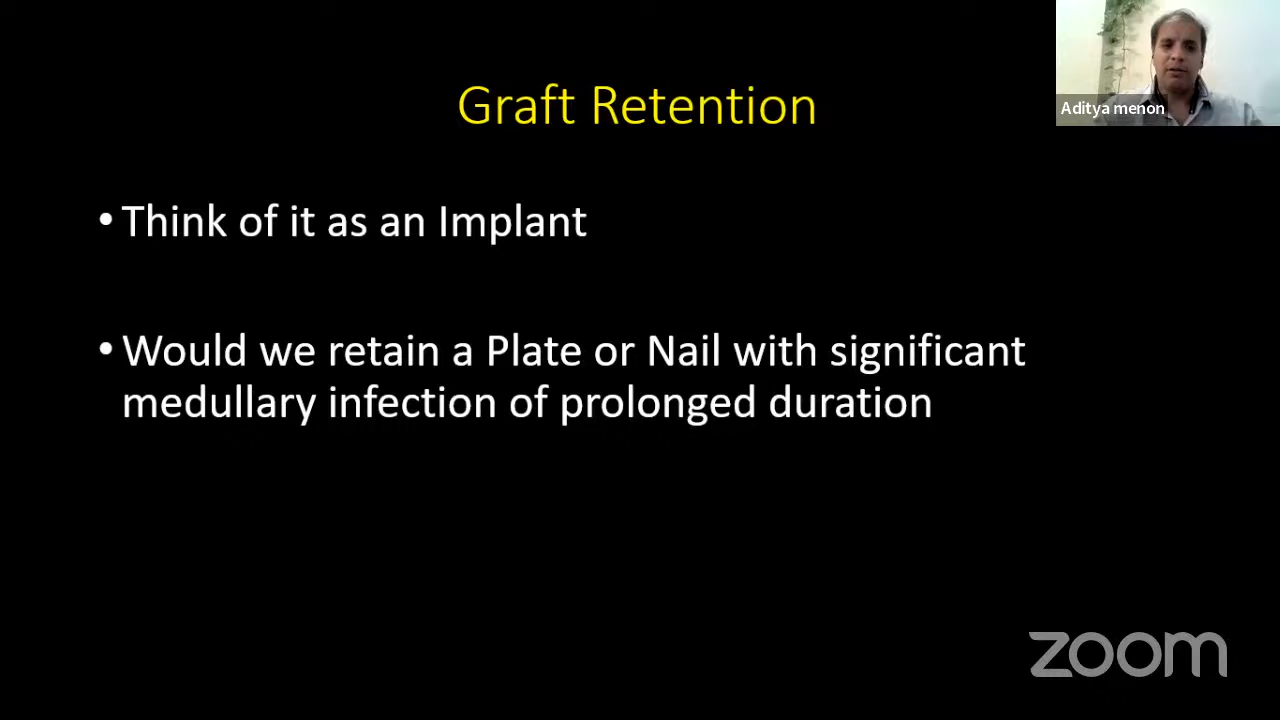 Graft Retention
Aditya menon
• Think of it as an Implant
• Would we retain a Plate or Nail with significant
medullary infection of prolonged duration
zoom